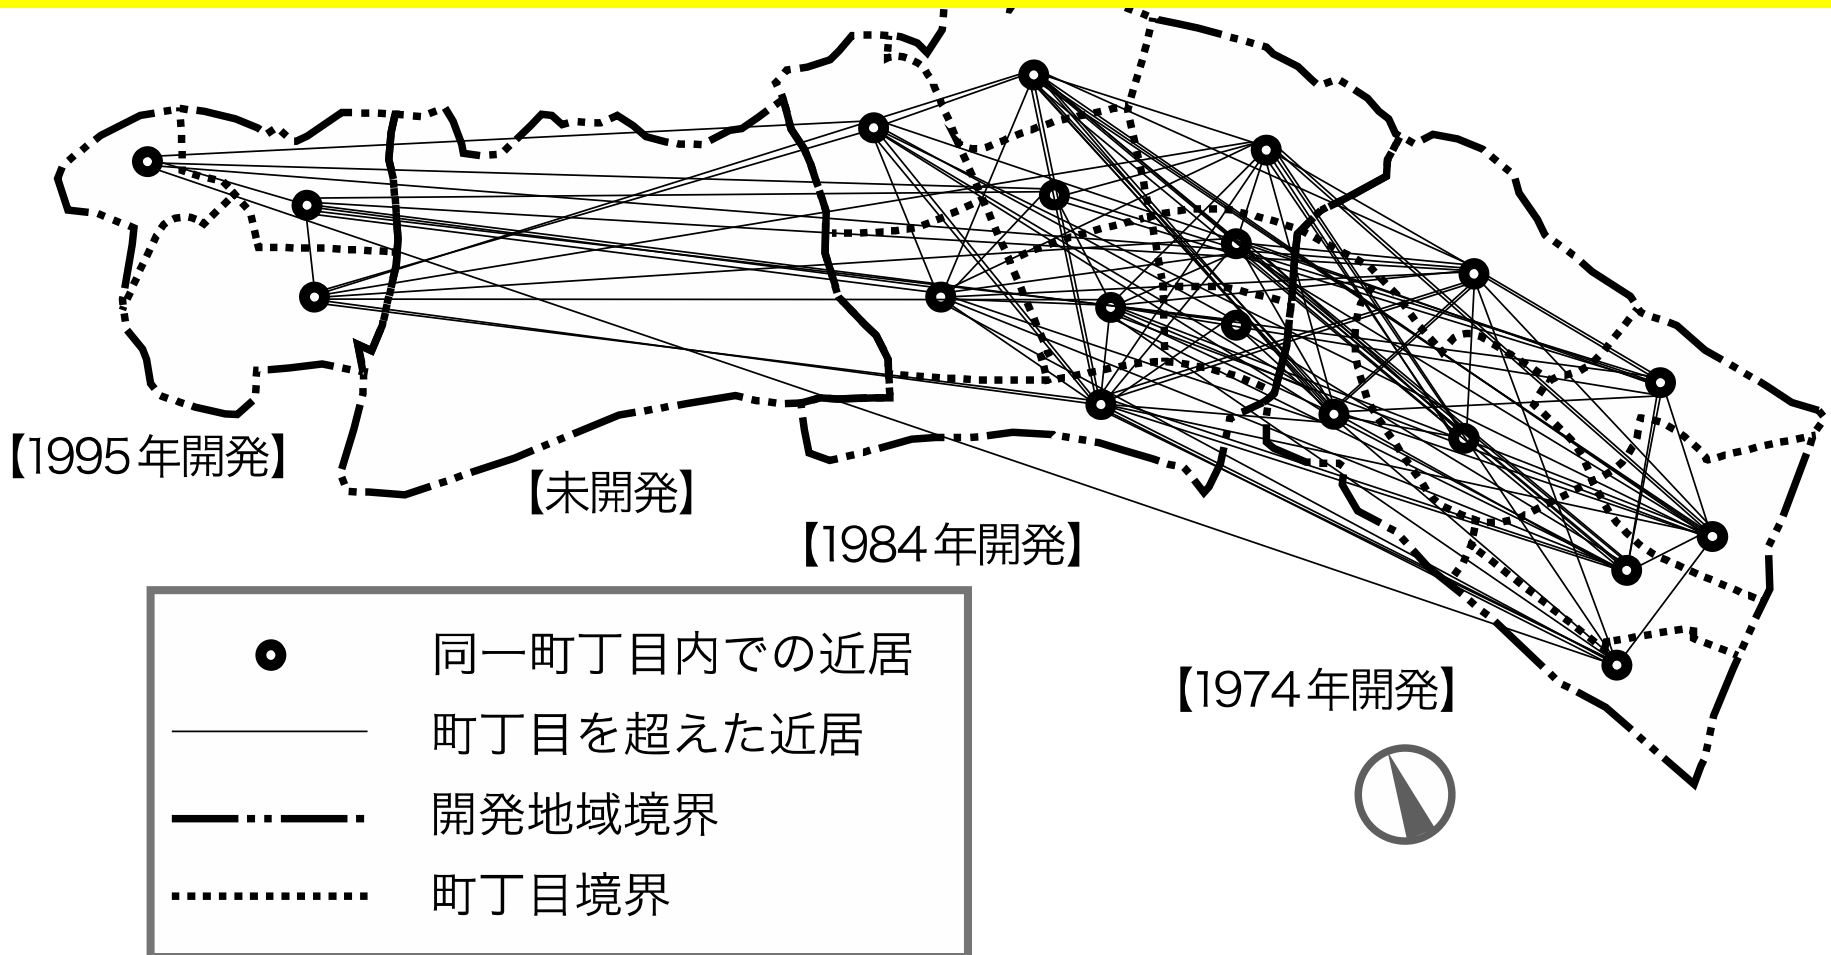 【1995年開発】
【未開発】
【1984年開発】
【1974年開発】
同一町丁目内での近居
町丁目を超えた近居
開発地域境界
町丁目境界